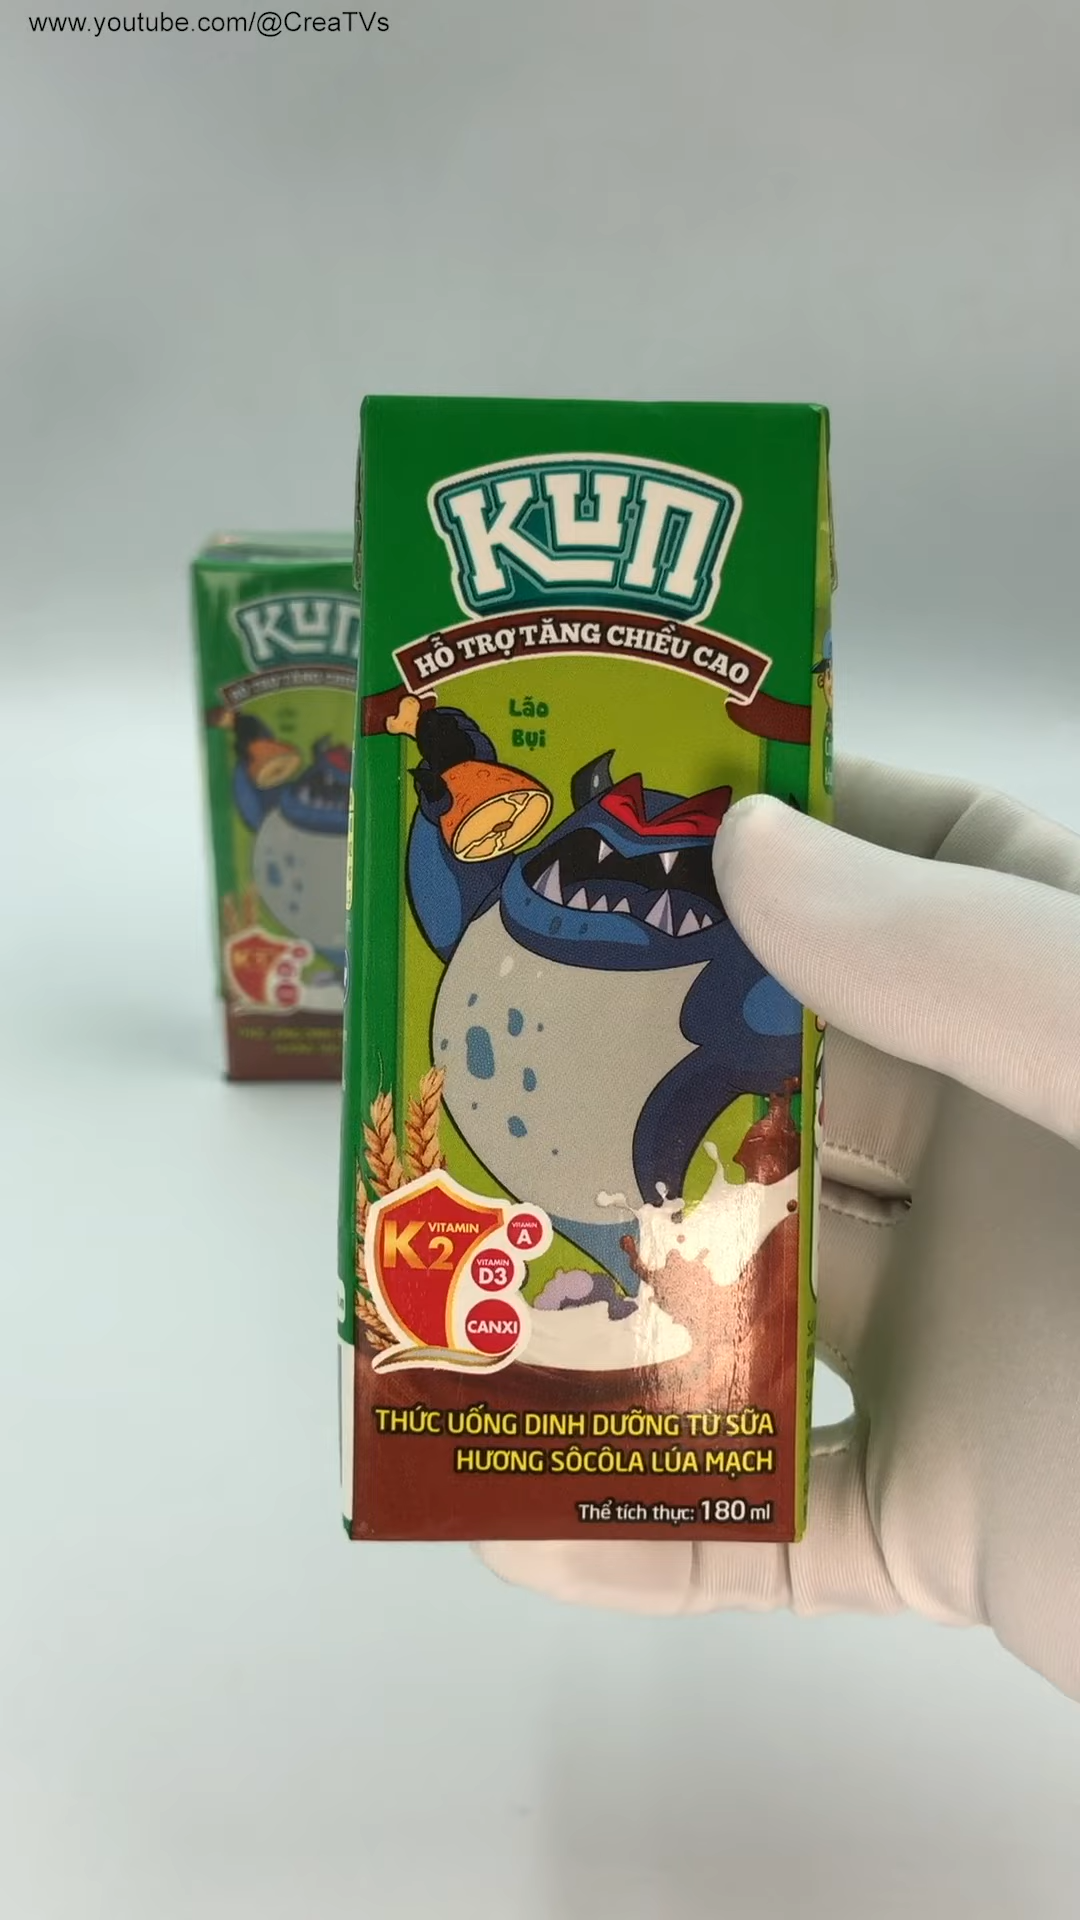 www.youtube.com/@CreaTVs
Kun
HỖ TRỢ TĂNG CHIỀU CAO
Lão
Bụi
K2 VITAMIN
VITAMIN
A
VITAMIN
D3
CANXI
THỨC UỐNG DINH DƯỠNG TỪ SỮA
HƯƠNG SÔCÔLA LÚA MẠCH
Thể tích thực: 180 ml